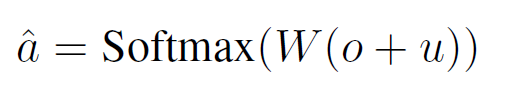 â = Softmax(W(o + u))